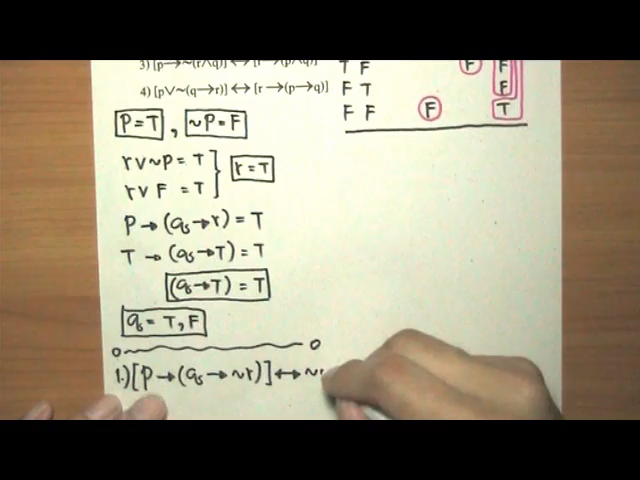 3) [p→~(r∧q)] ↔ [r→(p∧q)]
4) [p∨~(q→r)] ↔ [r→(p→q)]
T F F F
F T F
F F F T
P = T , ~P = F
r ∨ ~p = T
r ∨ F = T
r = T
P → (q → r) = T
T → (q → T) = T
(q → T) = T
q = T, F
1.) [P → (q → ~r)] ↔ ~